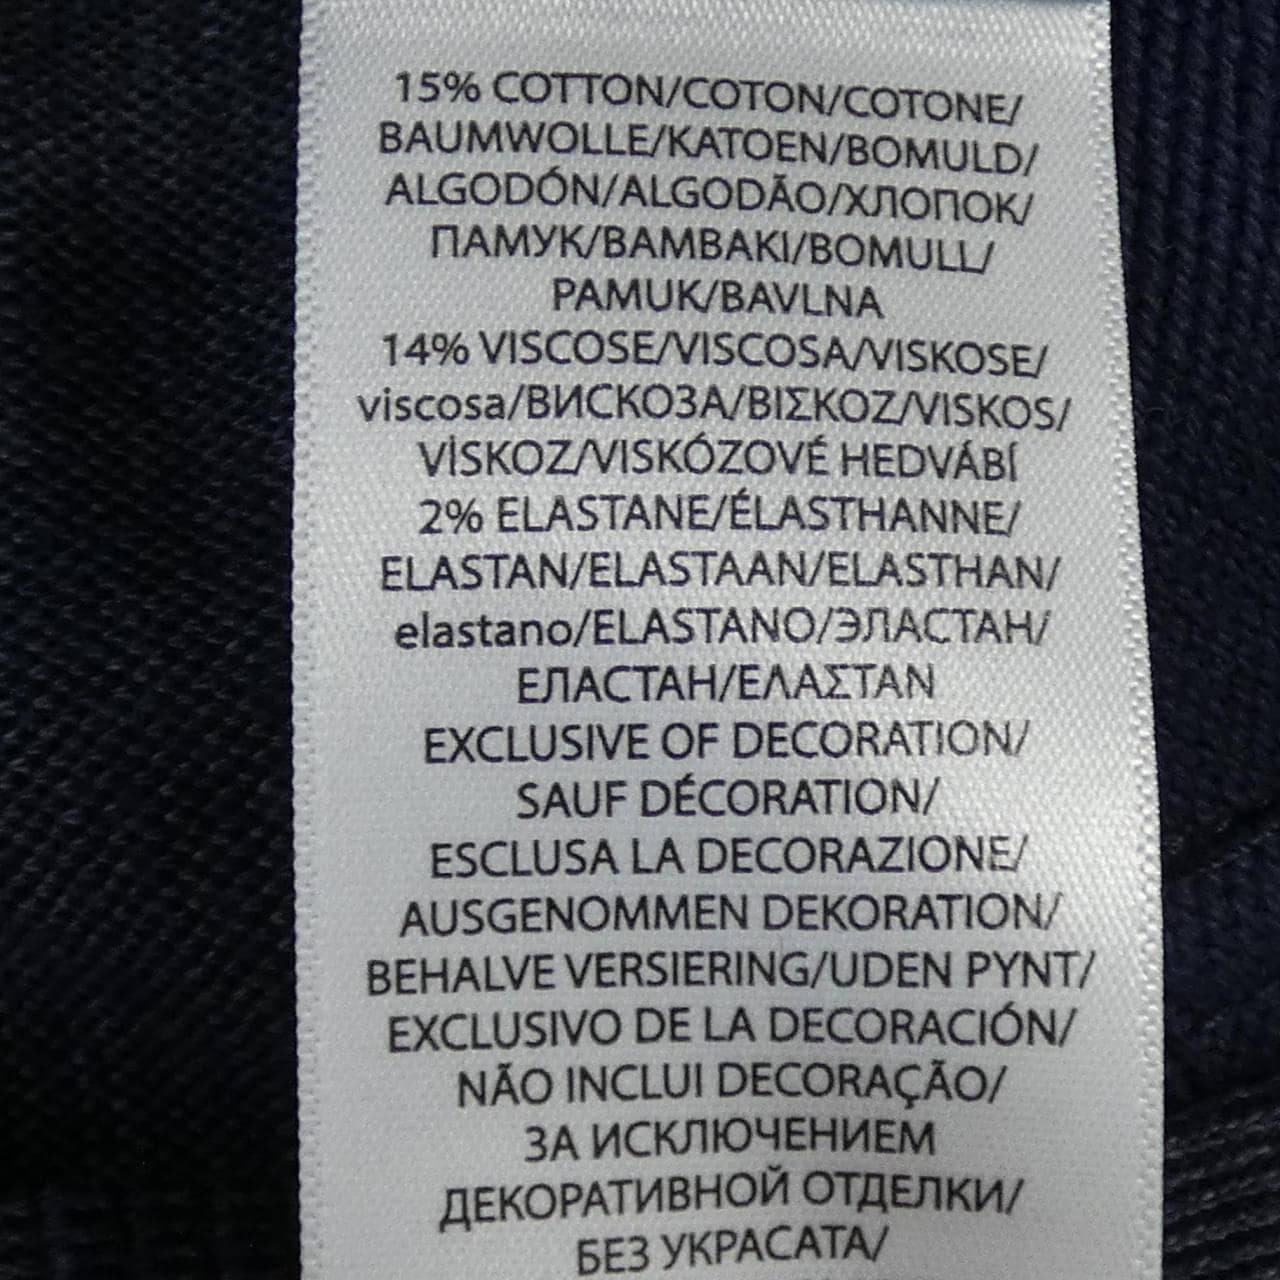 15% COTTON/COTON/COTONE/
BAUMWOLLE/KATOEN/BOMULD/
ALGODÓN/ALGODÃO/ХЛОПОК/
ПАМУК/BAMBAKI/BOMULL/
PAMUK/BAVLNA
14% VISCOSE/VISCOSA/VISKOSE/
viscosa/ВИСКОЗА/ΒΙΣΚΟΖ/VISKOS/
VİSKOZ/VISKÓZOVÉ HEDVÁBÍ
2% ELASTANE/ÉLASTHANNE/
ELASTAN/ELASTAAN/ELASTHAN/
elastano/ELASTANO/ЭЛАСТАН/
ЕЛАСТАН/ΕΛΑΣΤΑΝ
EXCLUSIVE OF DECORATION/
SAUF DÉCORATION/
ESCLUSA LA DECORAZIONE/
AUSGENOMMEN DEKORATION/
BEHALVE VERSIERING/UDEN PYNT/
EXCLUSIVO DE LA DECORACIÓN/
NÃO INCLUI DECORAÇÃO/
ЗА ИСКЛЮЧЕНИЕМ
ДЕКОРАТИВНОЙ ОТДЕЛКИ/
БЕЗ УКРАСАТА/